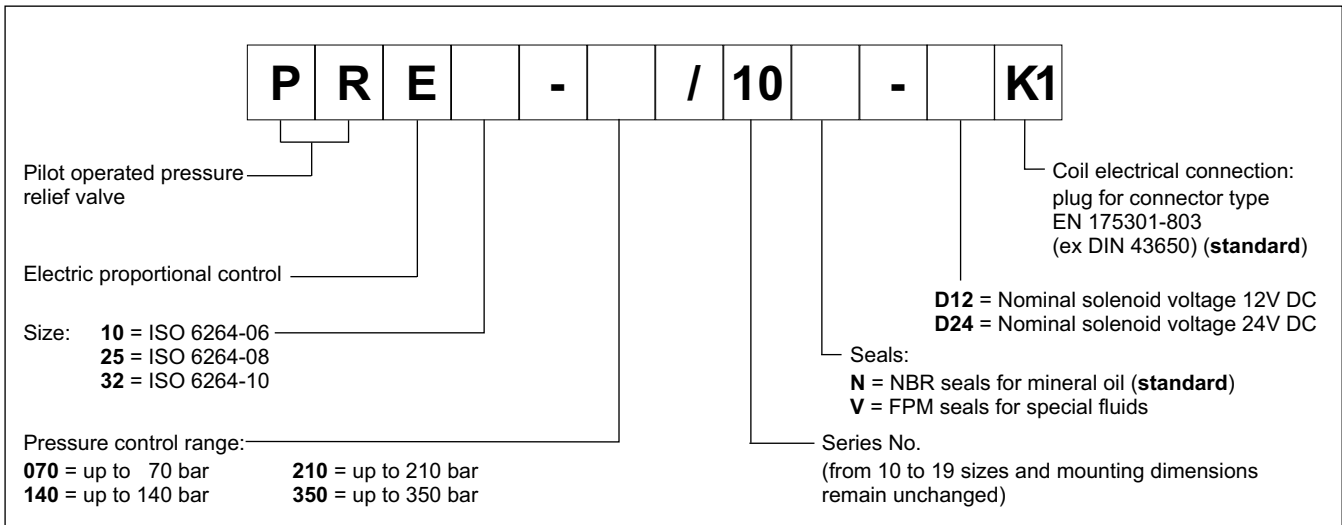 P R E - / 10 - K1
Pilot operated pressure
relief valve
Electric proportional control
Size: 10 = ISO 6264-06
25 = ISO 6264-08
32 = ISO 6264-10
Pressure control range:
070 = up to 70 bar 210 = up to 210 bar
140 = up to 140 bar 350 = up to 350 bar
Coil electrical connection:
plug for connector type
EN 175301-803
(ex DIN 43650) (standard)
D12 = Nominal solenoid voltage 12V DC
D24 = Nominal solenoid voltage 24V DC
Seals:
N = NBR seals for mineral oil (standard)
V = FPM seals for special fluids
Series No.
(from 10 to 19 sizes and mounting dimensions
remain unchanged)